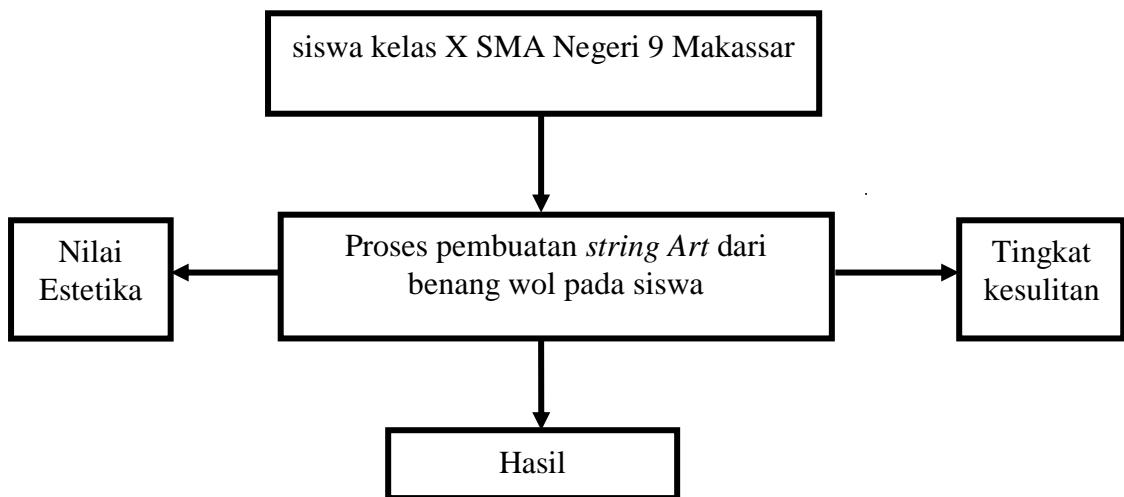 siswa kelas X SMA Negeri 9 Makassar
Nilai
Estetika
Proses pembuatan string Art dari
benang wol pada siswa
Tingkat
kesulitan
Hasil